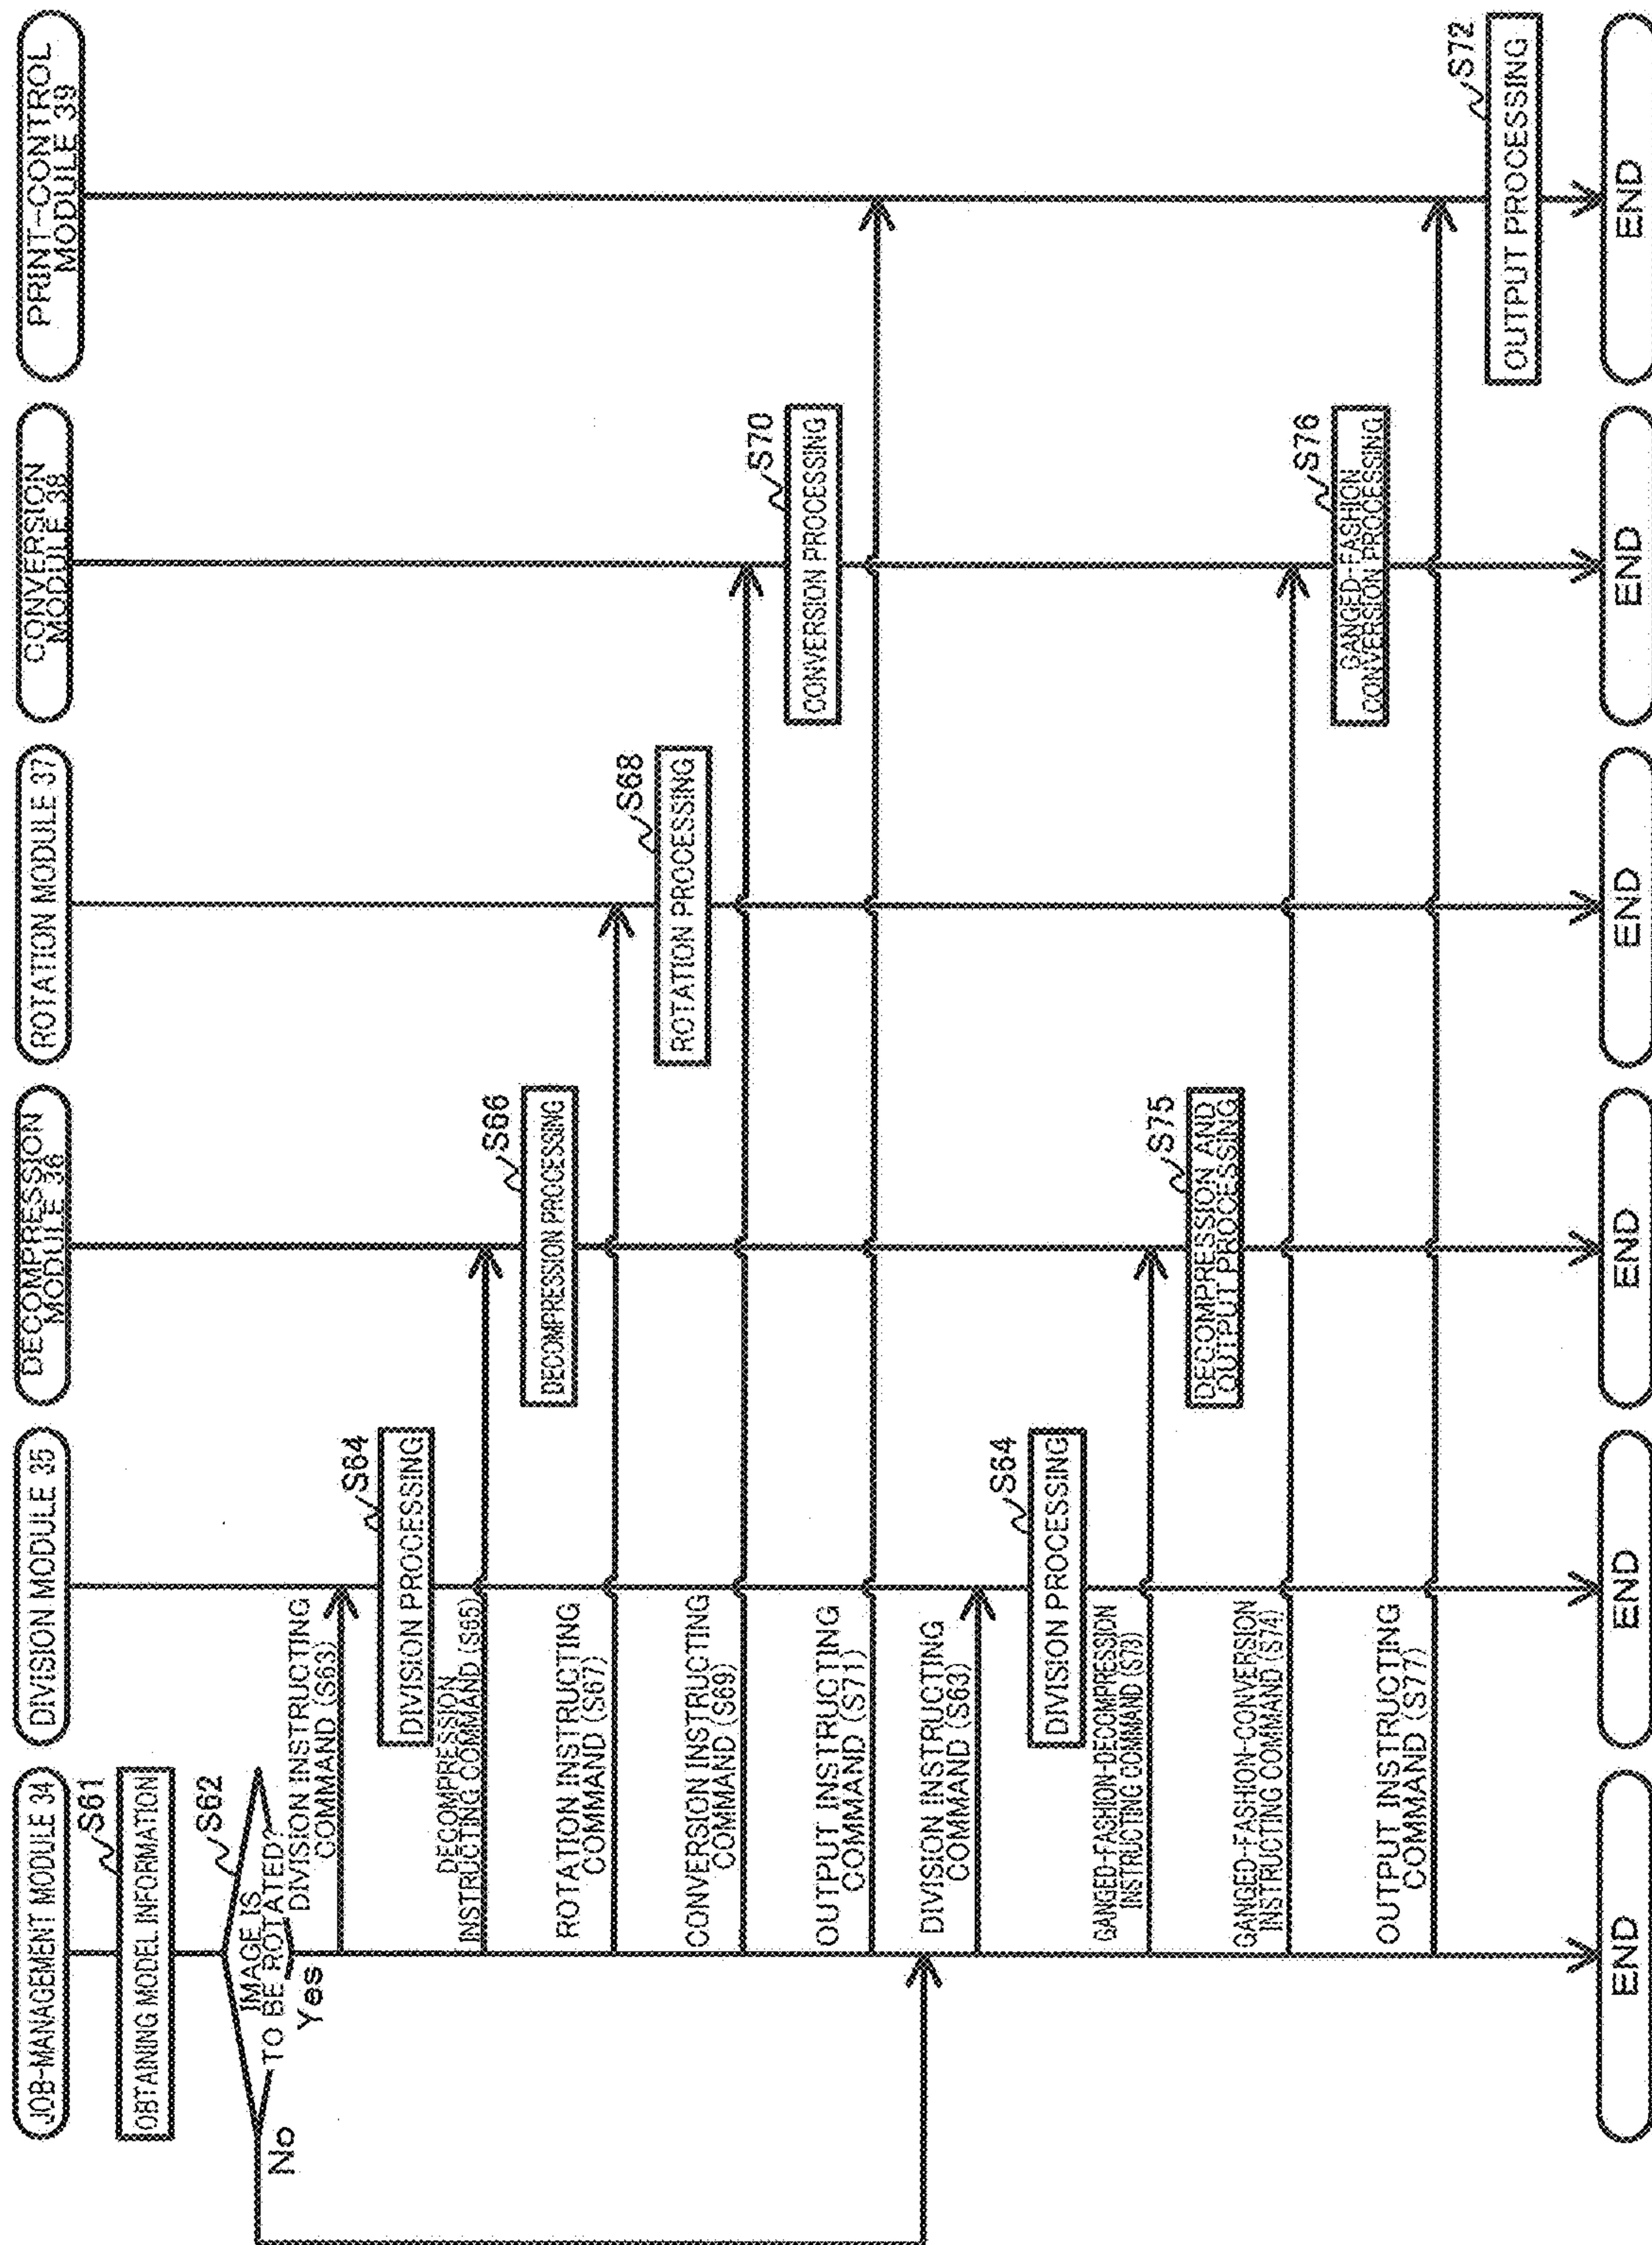 JOB-MANAGEMENT MODULE 34
DIVISION MODULE 35
DECOMPRESSION
MODULE 36
ROTATION MODULE 37
CONVERSION
MODULE 38
PRINT-CONTROL
MODULE 39
S61
OBTAINING MODEL INFORMATION
S62
IMAGE IS
TO BE ROTATED?
No
Yes
DIVISION INSTRUCTING
COMMAND (S63)
S64
DIVISION PROCESSING
DECOMPRESSION
INSTRUCTING COMMAND (S65)
S66
DECOMPRESSION PROCESSING
ROTATION INSTRUCTING
COMMAND (S67)
S68
ROTATION PROCESSING
CONVERSION INSTRUCTING
COMMAND (S69)
S70
CONVERSION PROCESSING
OUTPUT INSTRUCTING
COMMAND (S71)
DIVISION INSTRUCTING
COMMAND (S63)
S64
DIVISION PROCESSING
GANGED-FASHION-DECOMPRESSION
INSTRUCTING COMMAND (S73)
S75
DECOMPRESSION AND
OUTPUT PROCESSING
GANGED-FASHION-CONVERSION
INSTRUCTING COMMAND (S74)
S76
GANGED-FASHION
CONVERSION PROCESSING
OUTPUT INSTRUCTING
COMMAND (S77)
S72
OUTPUT PROCESSING
END
END
END
END
END
END